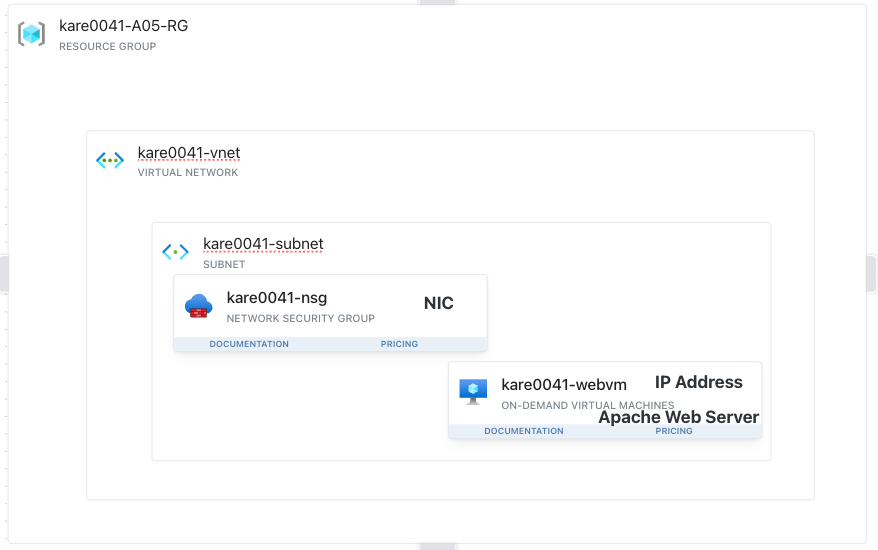 kare0041-A05-RG
RESOURCE GROUP
kare0041-vnet
VIRTUAL NETWORK
kare0041-subnet
SUBNET
kare0041-nsg
NIC
NETWORK SECURITY GROUP
DOCUMENTATION
PRICING
kare0041-webvm
IP Address
ON-DEMAND VIRTUAL MACHINES
Apache Web Server
DOCUMENTATION
PRICING